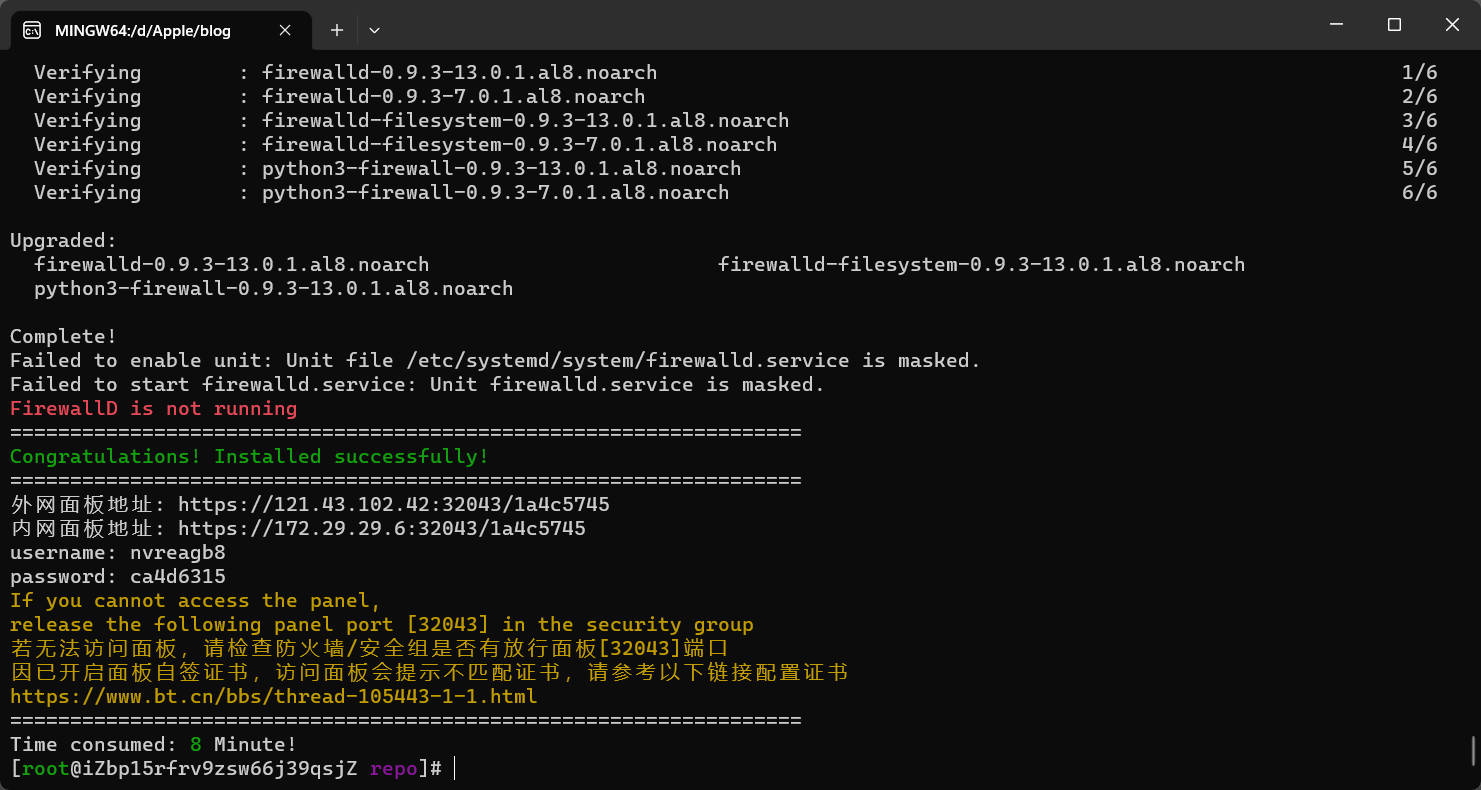 MINGW64:/d/Apple/blog
Verifying : firewalld-0.9.3-13.0.1.al8.noarch 1/6
Verifying : firewalld-0.9.3-7.0.1.al8.noarch 2/6
Verifying : firewalld-filesystem-0.9.3-13.0.1.al8.noarch 3/6
Verifying : firewalld-filesystem-0.9.3-7.0.1.al8.noarch 4/6
Verifying : python3-firewall-0.9.3-13.0.1.al8.noarch 5/6
Verifying : python3-firewall-0.9.3-7.0.1.al8.noarch 6/6
Upgraded:
firewalld-0.9.3-13.0.1.al8.noarch firewalld-filesystem-0.9.3-13.0.1.al8.noarch
python3-firewall-0.9.3-13.0.1.al8.noarch
Complete!
Failed to enable unit: Unit file /etc/systemd/system/firewalld.service is masked.
Failed to start firewalld.service: Unit firewalld.service is masked.
FirewallD is not running
==================================================================
Congratulations! Installed successfully!
==================================================================
外网面板地址: https://121.43.102.42:32043/1a4c5745
内网面板地址: https://172.29.29.6:32043/1a4c5745
username: nvreagb8
password: ca4d6315
If you cannot access the panel,
release the following panel port [32043] in the security group
若无法访问面板，请检查防火墙/安全组是否有放行面板[32043]端口
因已开启面板自签证书，访问面板会提示不匹配证书，请参考以下链接配置证书
https://www.bt.cn/bbs/thread-105443-1-1.html
==================================================================
Time consumed: 8 Minute!
[root@iZbp15rfrv9zsw66j39qsjZ repo]#